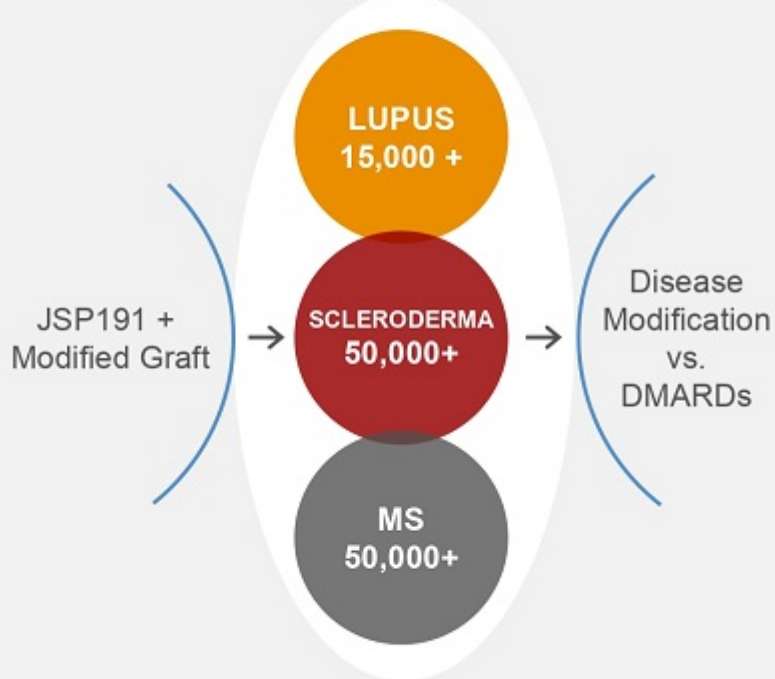 JSP191 +
Modified Graft
LUPUS
15,000 +
SCLERODERMA
50,000+
MS
50,000+
Disease
Modification
vs.
DMARDs